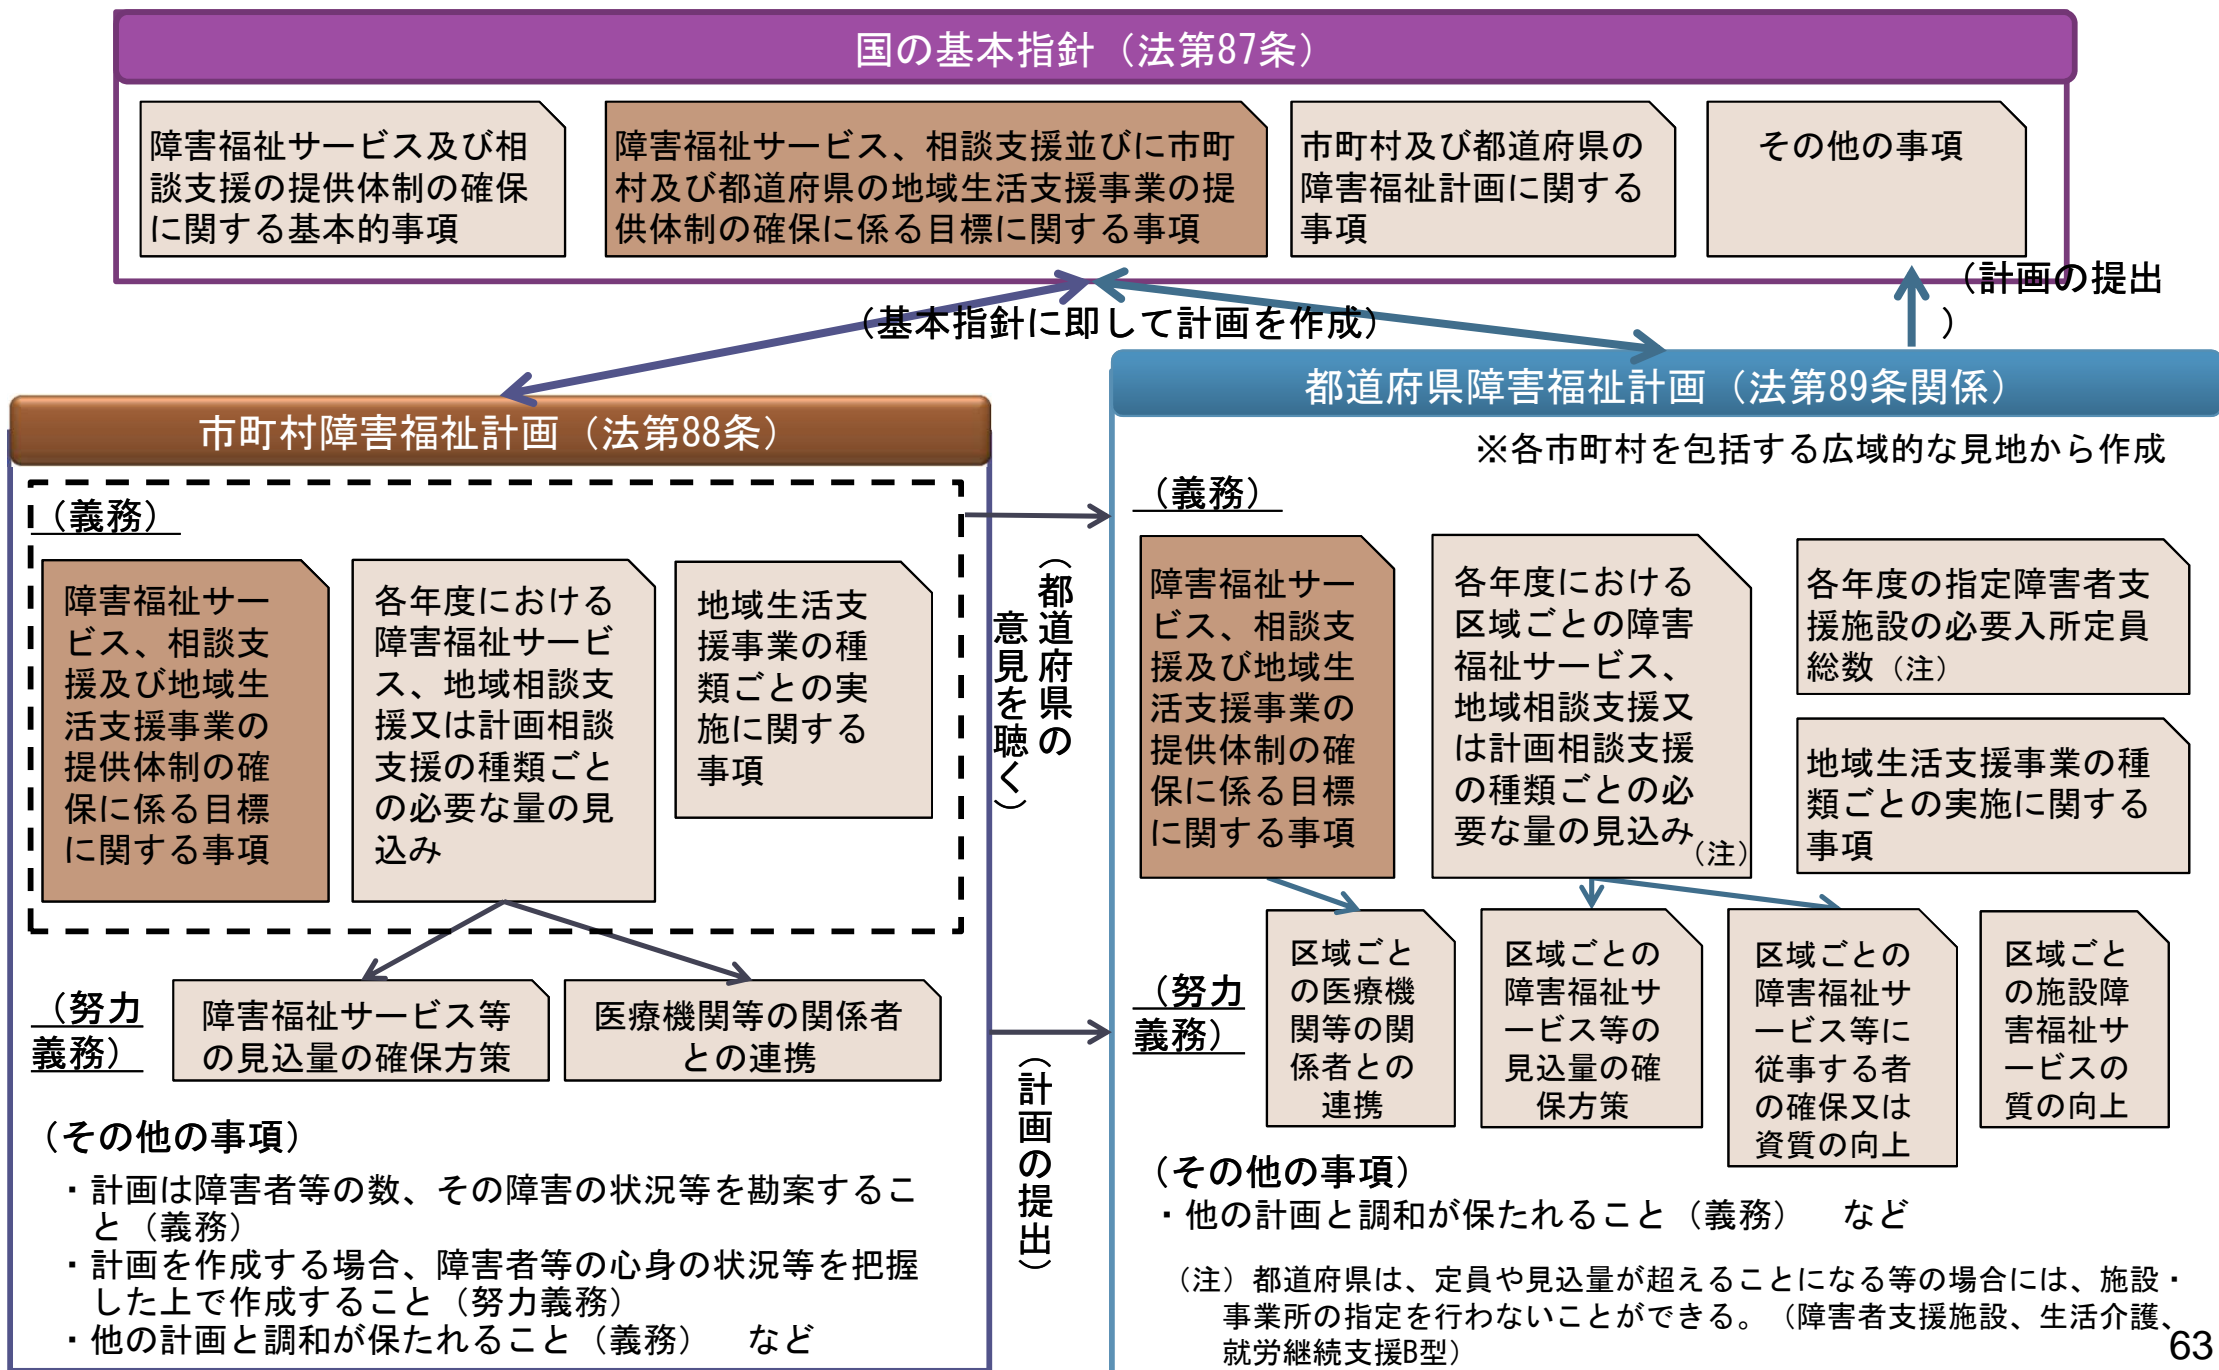 国の基本指針（法第87条）
障害福祉サービス及び相
談支援の提供体制の確保
に関する基本的事項
障害福祉サービス、相談支援並びに市町
村及び都道府県の地域生活支援事業の提
供体制の確保に係る目標に関する事項
市町村及び都道府県の
障害福祉計画に関する
事項
その他の事項
（計画の提出
）
（基本指針に即して計画を作成）
市町村障害福祉計画（法第88条）
（義務）
障害福祉サー
ビス、相談支
援及び地域生
活支援事業の
提供体制の確
保に係る目標
に関する事項
各年度における
障害福祉サービ
ス、地域相談支
援又は計画相談
支援の種類ごと
の必要な量の見
込み
地域生活支
援事業の種
類ごとの実
施に関する
事項
（努力
義務）
障害福祉サービス等
の見込量の確保方策
医療機関等の関係者
との連携
（その他の事項）
・計画は障害者等の数、その障害の状況等を勘案するこ
と（義務）
・計画を作成する場合、障害者等の心身の状況等を把握
した上で作成すること（努力義務）
・他の計画と調和が保たれること（義務）　など
（都道府県の
意見を聴く）
（計画の提出）
都道府県障害福祉計画（法第89条関係）
※各市町村を包括する広域的な見地から作成
（義務）
障害福祉サー
ビス、相談支
援及び地域生
活支援事業の
提供体制の確
保に係る目標
に関する事項
各年度における
区域ごとの障害
福祉サービス、
地域相談支援又
は計画相談支援
の種類ごとの必
要な量の見込み
（注）
各年度の指定障害者支
援施設の必要入所定員
総数（注）
地域生活支援事業の種
類ごとの実施に関する
事項
（努力
義務）
区域ごと
の医療機
関等の関
係者との
連携
区域ごとの
障害福祉サ
ービス等の
見込量の確
保方策
区域ごとの
障害福祉サ
ービス等に
従事する者
の確保又は
資質の向上
区域ごと
の施設障
害福祉サ
ービスの
質の向上
（その他の事項）
・他の計画と調和が保たれること（義務）　など
（注）都道府県は、定員や見込量が超えることになる等の場合には、施設・
事業所の指定を行わないことができる。（障害者支援施設、生活介護、
就労継続支援B型）
63